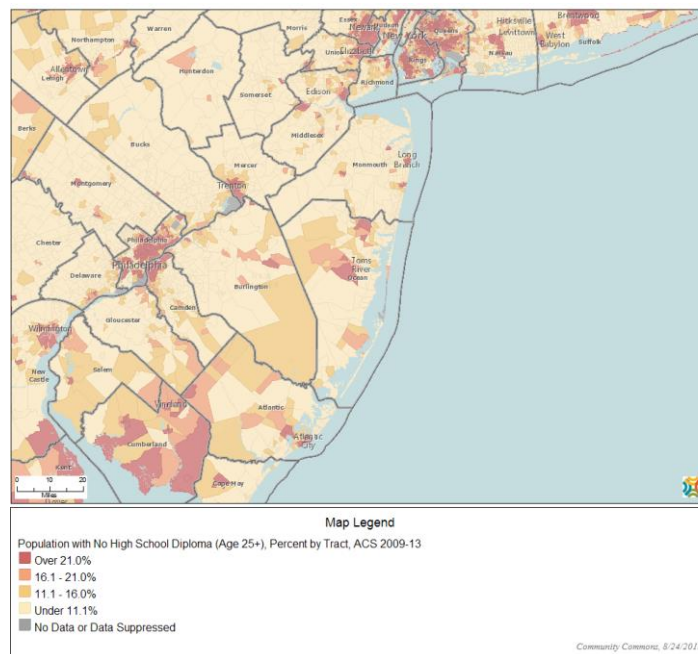 Warren
Morris
Essex
Newark
Hudson
New York
Queens
Hicksville
Levittown
Brentwood
Northampton
Union
Elizabeth
Kings
Nassau
West
Babylon
Suffolk
Allentown
Lehigh
Hunterdon
Somerset
Edison
Richmond
Berks
Bucks
Middlesex
Mercer
Monmouth
Long
Branch
Montgomery
Trenton
Chester
Philadelphia
Philadelphia
Delaware
Toms
River
Ocean
Burlington
Camden
Gloucester
Wilmington
New
Castle
Salem
Vineland
Atlantic
Cumberland
Atlantic
City
Kent
Cape May
0 10 20
Miles
Map Legend
Population with No High School Diploma (Age 25+), Percent by Tract, ACS 2009-13
Over 21.0%
16.1 - 21.0%
11.1 - 16.0%
Under 11.1%
No Data or Data Suppressed
Community Commons, 8/24/201